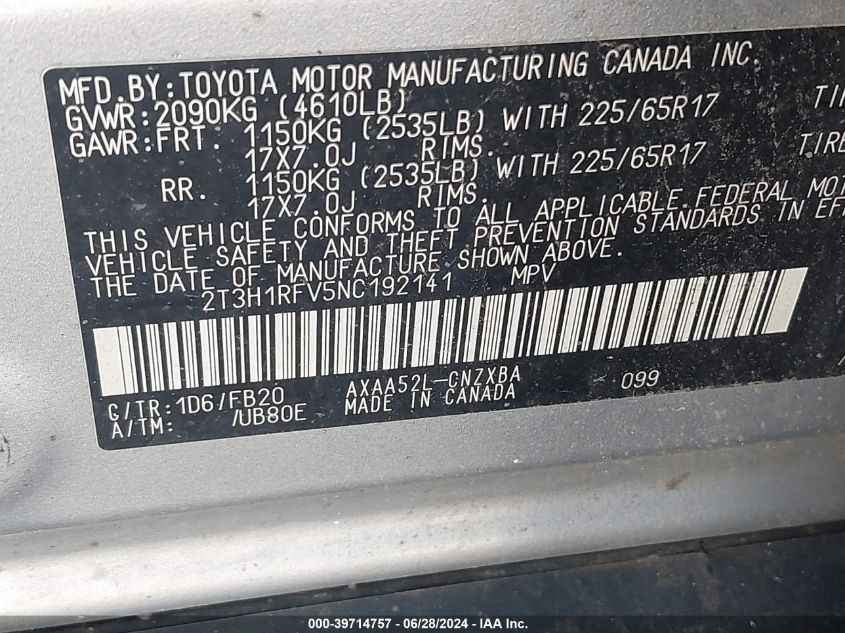 MFD.BY:TOYOTA MOTOR MANUFACTURING CANADA INC.
GVWR:2090KG (4610LB)
GAWR:FRT. 1150KG (2535LB) WITH 225/65R17
17X7.0J RIMS.
RR. 1150KG (2535LB) WITH 225/65R17 TIRE
17X7.0J RIMS.
THIS VEHICLE CONFORMS TO ALL APPLICABLE FEDERAL
VEHICLE SAFETY AND THEFT PREVENTION STANDARDS IN
THE DATE OF MANUFACTURE SHOWN ABOVE.
2T3H1RFV5NC192141 MPV
C/TR:1D6/FB20 AXAA52L-CNZXBA 099
A/TM: /UB80E MADE IN CANADA
000-39714757 - 06/28/2024 - IAA Inc.